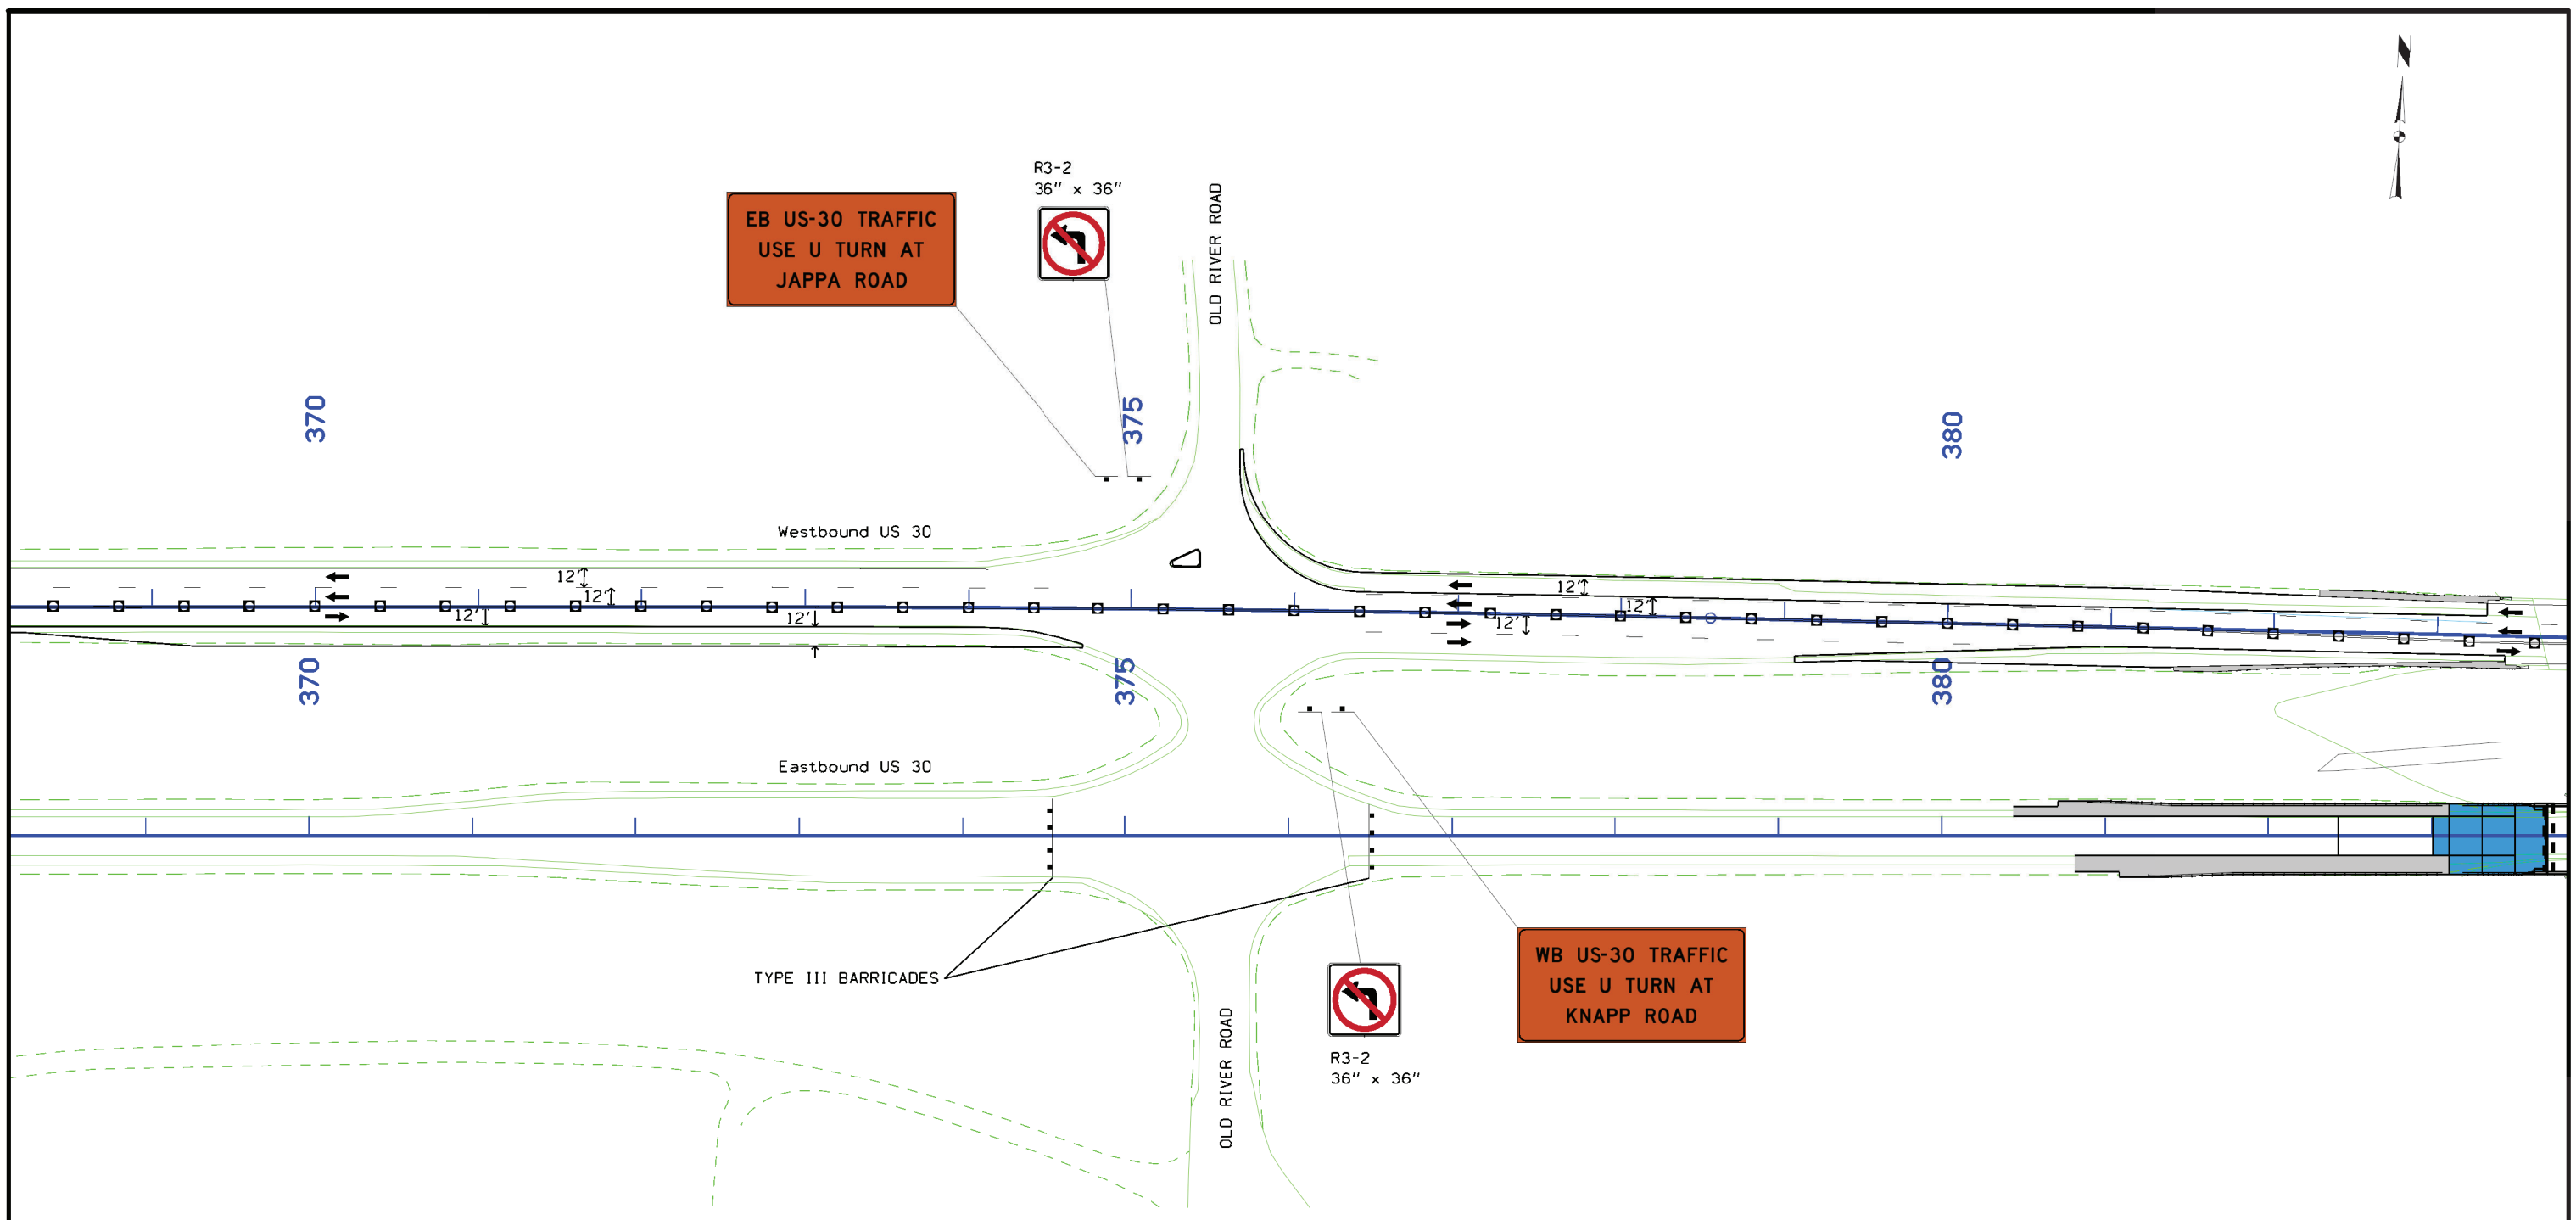 N
R3-2
36" × 36"
EB US-30 TRAFFIC
USE U TURN AT
JAPPA ROAD
OLD RIVER ROAD
370
375
380
Westbound US 30
12'
12'
12'
12'
12'
12'
12'
370
375
380
Eastbound US 30
TYPE III BARRICADES
WB US-30 TRAFFIC
USE U TURN AT
KNAPP ROAD
R3-2
36" × 36"
OLD RIVER ROAD